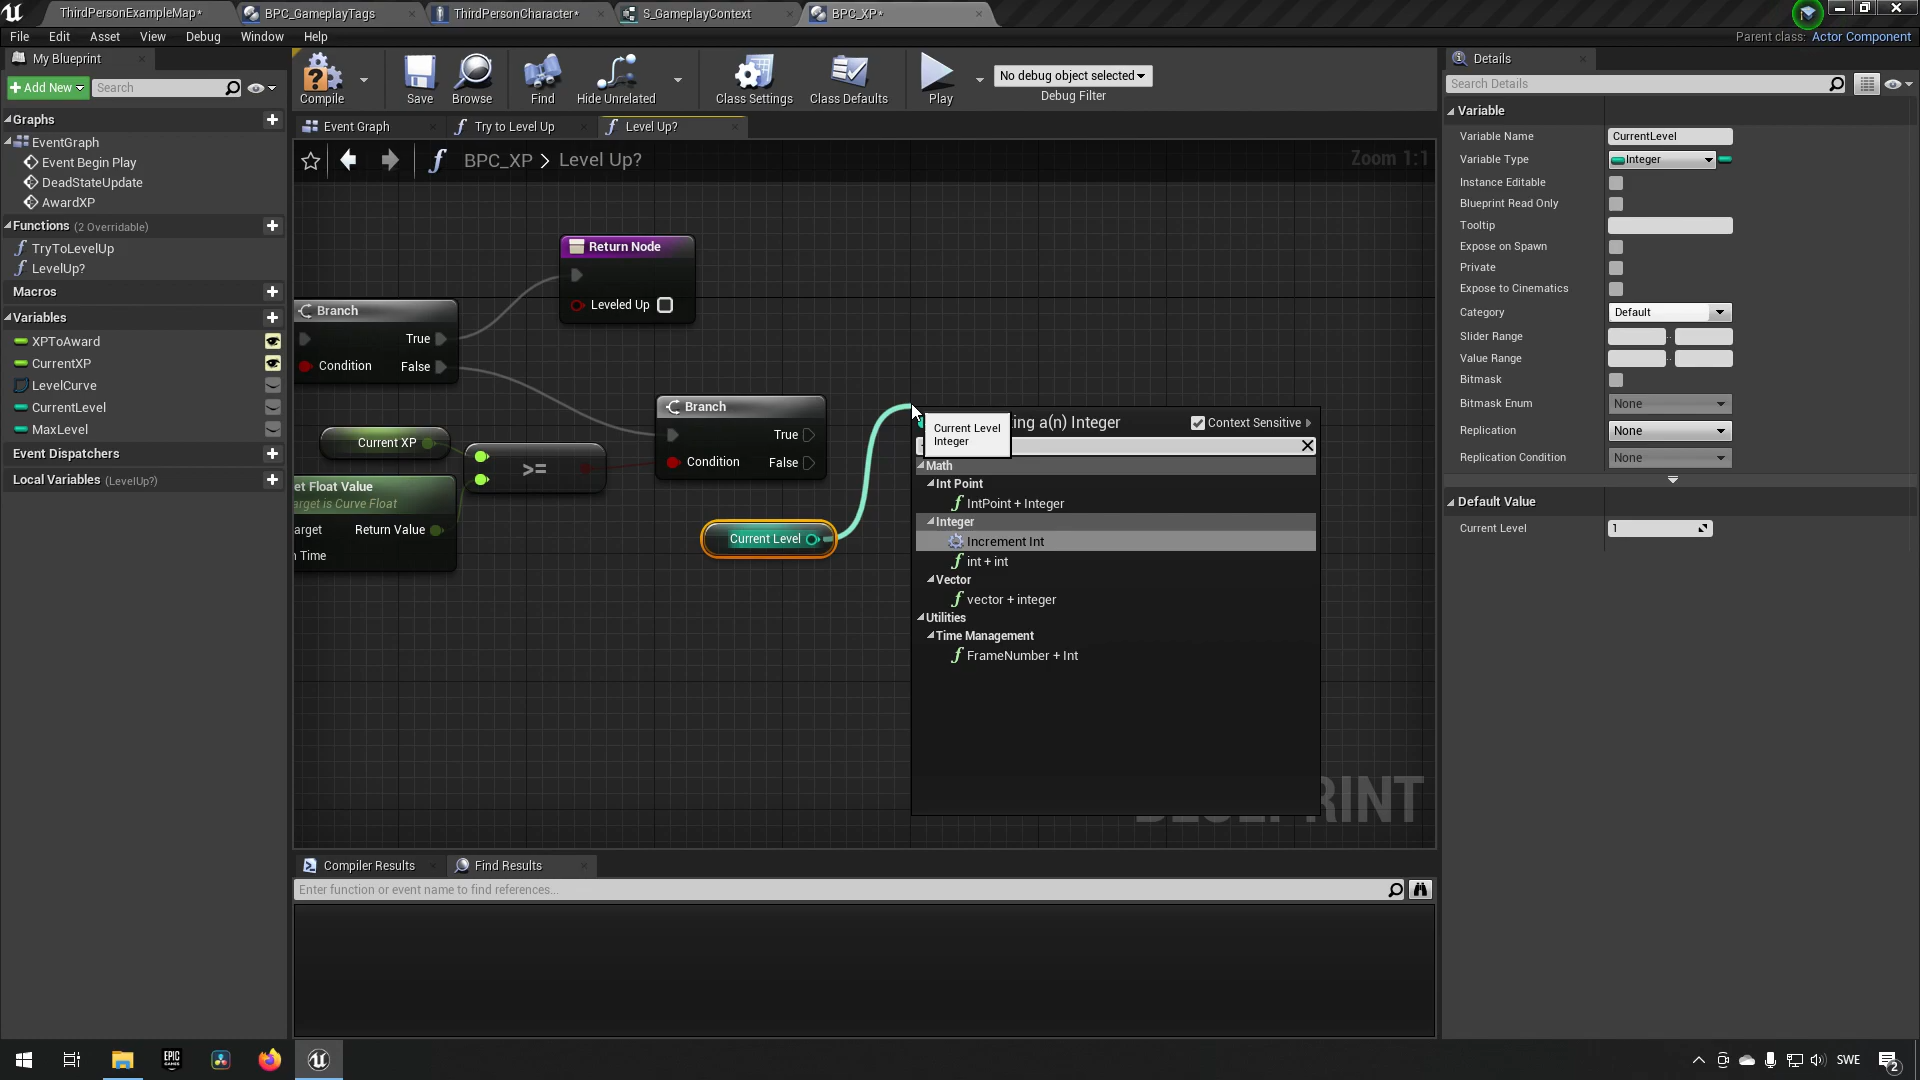 ThirdPersonExampleMap*
BPC_GameplayTags
ThirdPersonCharacter*
S_GameplayContext
BPC_XP*
File Edit Asset View Debug Window Help
Parent class: Actor Component
My Blueprint
Add New
Search
Compile
Save
Browse
Find
Hide Unrelated
Class Settings
Class Defaults
Play
No debug object selected
Debug Filter
Graphs
EventGraph
Event Begin Play
DeadStateUpdate
AwardXP
Functions (2 Overridable)
TryToLevelUp
LevelUp?
Macros
Variables
XPToAward
CurrentXP
LevelCurve
CurrentLevel
MaxLevel
Event Dispatchers
Local Variables (LevelUp?)
Event Graph
Try to Level Up
Level Up?
BPC_XP > Level Up?
Zoom 1:1
Return Node
Leveled Up
Branch
True
Condition
False
Branch
True
Condition
False
Current XP
>=
et Float Value
arget is Curve Float
arget
Return Value
n Time
Current Level
Current Level
Integer
ing a(n) Integer
Context Sensitive
Math
Int Point
IntPoint + Integer
Integer
Increment Int
int + int
Vector
vector + integer
Utilities
Time Management
FrameNumber + Int
BLUEPRINT
Compiler Results
Find Results
Enter function or event name to find references...
Details
Search Details
Variable
Variable Name CurrentLevel
Variable Type Integer
Instance Editable
Blueprint Read Only
Tooltip
Expose on Spawn
Private
Expose to Cinematics
Category Default
Slider Range
Value Range
Bitmask
Bitmask Enum None
Replication None
Replication Condition None
Default Value
Current Level 1
EPIC
GAMES
SWE
2